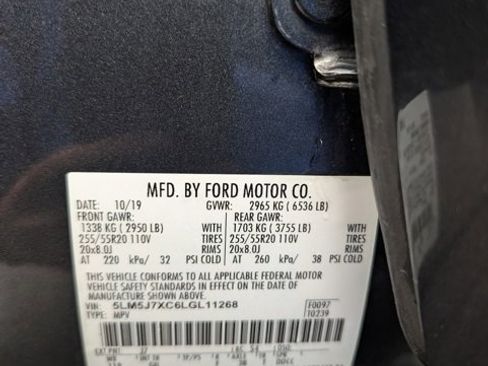 MFD. BY FORD MOTOR CO.
DATE: 10/19 GVWR: 2965 KG ( 6536 LB)
FRONT GAWR: REAR GAWR:
1338 KG ( 2950 LB) WITH 1703 KG ( 3755 LB) WITH
255/55R20 110V TIRES 255/55R20 110V TIRES
20x8.0J RIMS 20x8.0J RIMS
AT 220 kPa/ 32 PSI COLD AT 260 kPa/ 38 PSI COLD
THIS VEHICLE CONFORMS TO ALL APPLICABLE FEDERAL MOTOR
VEHICLE SAFETY STANDARDS IN EFFECT ON THE DATE OF
MANUFACTURE SHOWN ABOVE.
VIN: 5LM5J7XC6LGL11268 F0097
TYPE: MPV T0239
EXT PNT